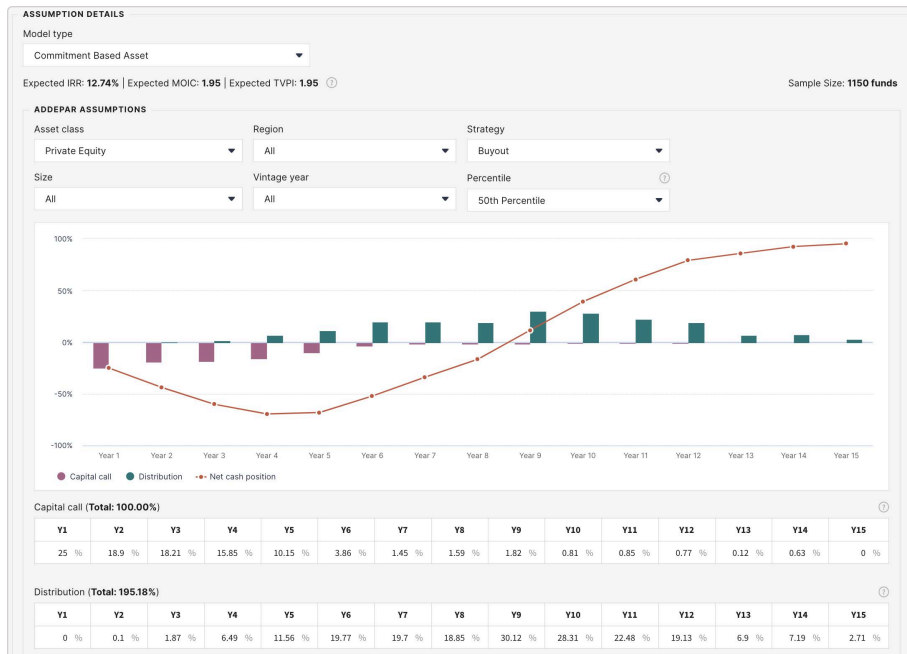 ASSUMPTION DETAILS
Model type
Commitment Based Asset
Expected IRR: 12.74% | Expected MOIC: 1.95 | Expected TVPI: 1.95 ? Sample Size: 1150 funds
ADDEPAR ASSUMPTIONS
Asset class Region Strategy
Private Equity All Buyout
Size Vintage year Percentile ?
All All 50th Percentile
100%
50%
0%
-50%
-100%
Year 1 Year 2 Year 3 Year 4 Year 5 Year 6 Year 7 Year 8 Year 9 Year 10 Year 11 Year 12 Year 13 Year 14 Year 15
Capital call Distribution Net cash position
Capital call (Total: 100.00%) ?
Y1 Y2 Y3 Y4 Y5 Y6 Y7 Y8 Y9 Y10 Y11 Y12 Y13 Y14 Y15
25 % 18.9 % 18.21 % 15.85 % 10.15 % 3.86 % 1.45 % 1.59 % 1.82 % 0.81 % 0.85 % 0.77 % 0.12 % 0.63 % 0 %
Distribution (Total: 195.18%) ?
Y1 Y2 Y3 Y4 Y5 Y6 Y7 Y8 Y9 Y10 Y11 Y12 Y13 Y14 Y15
0 % 0.1 % 1.87 % 6.49 % 11.56 % 19.77 % 19.7 % 18.85 % 30.12 % 28.31 % 22.48 % 19.13 % 6.9 % 7.19 % 2.71 %